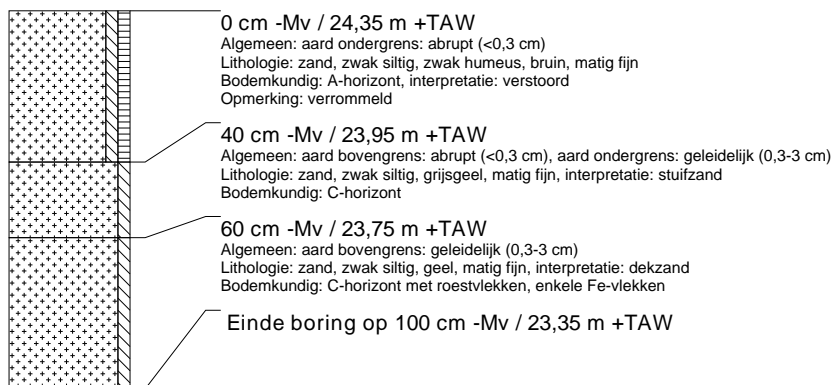 0 cm -Mv / 24,35 m +TAW
Algemeen: aard ondergrens: abrupt (<0,3 cm)
Lithologie: zand, zwak siltig, zwak humeus, bruin, matig fijn
Bodemkundig: A-horizont, interpretatie: verstoord
Opmerking: verrommeld
40 cm -Mv / 23,95 m +TAW
Algemeen: aard bovengrens: abrupt (<0,3 cm), aard ondergrens: geleidelijk (0,3-3 cm)
Lithologie: zand, zwak siltig, grijsgeel, matig fijn, interpretatie: stuifzand
Bodemkundig: C-horizont
60 cm -Mv / 23,75 m +TAW
Algemeen: aard bovengrens: geleidelijk (0,3-3 cm)
Lithologie: zand, zwak siltig, geel, matig fijn, interpretatie: dekzand
Bodemkundig: C-horizont met roestvlekken, enkele Fe-vlekken
Einde boring op 100 cm -Mv / 23,35 m +TAW